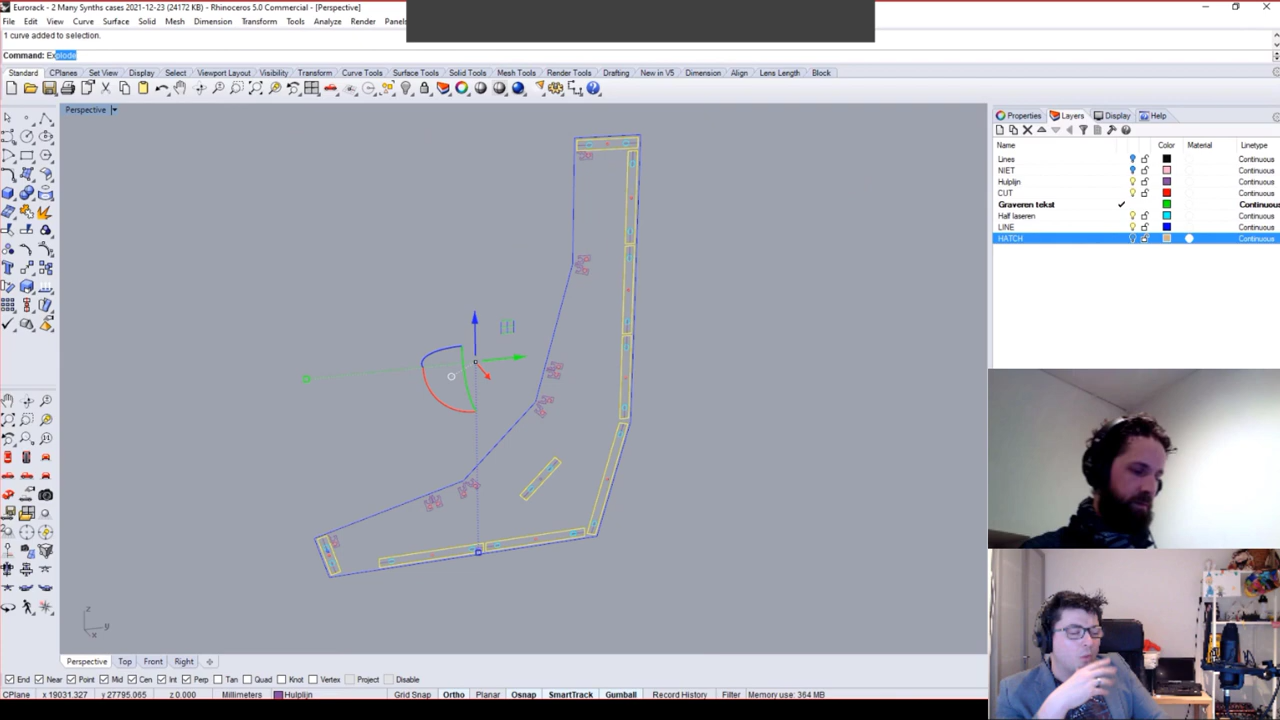 Eurorack - 2 Many Synths cases 2021-12-23 (24172 KB) - Rhinoceros 5.0 Commercial - [Perspective]
File Edit View Curve Surface Solid Mesh Dimension Transform Tools Analyze Render Panels
1 curve added to selection.
Command: Explode
Standard CPlanes Set View Display Select Viewport Layout Visibility Transform Curve Tools Surface Tools Solid Tools Mesh Tools Render Tools Drafting New in V5 Dimension Align Lens Length Block
Perspective
Properties Layers Display Help
Name Color Material Linetype
Lines Continuous
NIET Continuous
Hulplijn Continuous
CUT Continuous
Graveren tekst Continuous
Half laseren Continuous
LINE Continuous
HATCH Continuous
z
y
x
Perspective Top Front Right
End Near Point Mid Cen Int Perp Tan Quad Knot Vertex Project Disable
CPlane x 19031.327 y 27795.065 z 0.000 Millimeters Hulplijn Grid Snap Ortho Planar Osnap SmartTrack Gumball Record History Filter Memory use: 364 MB